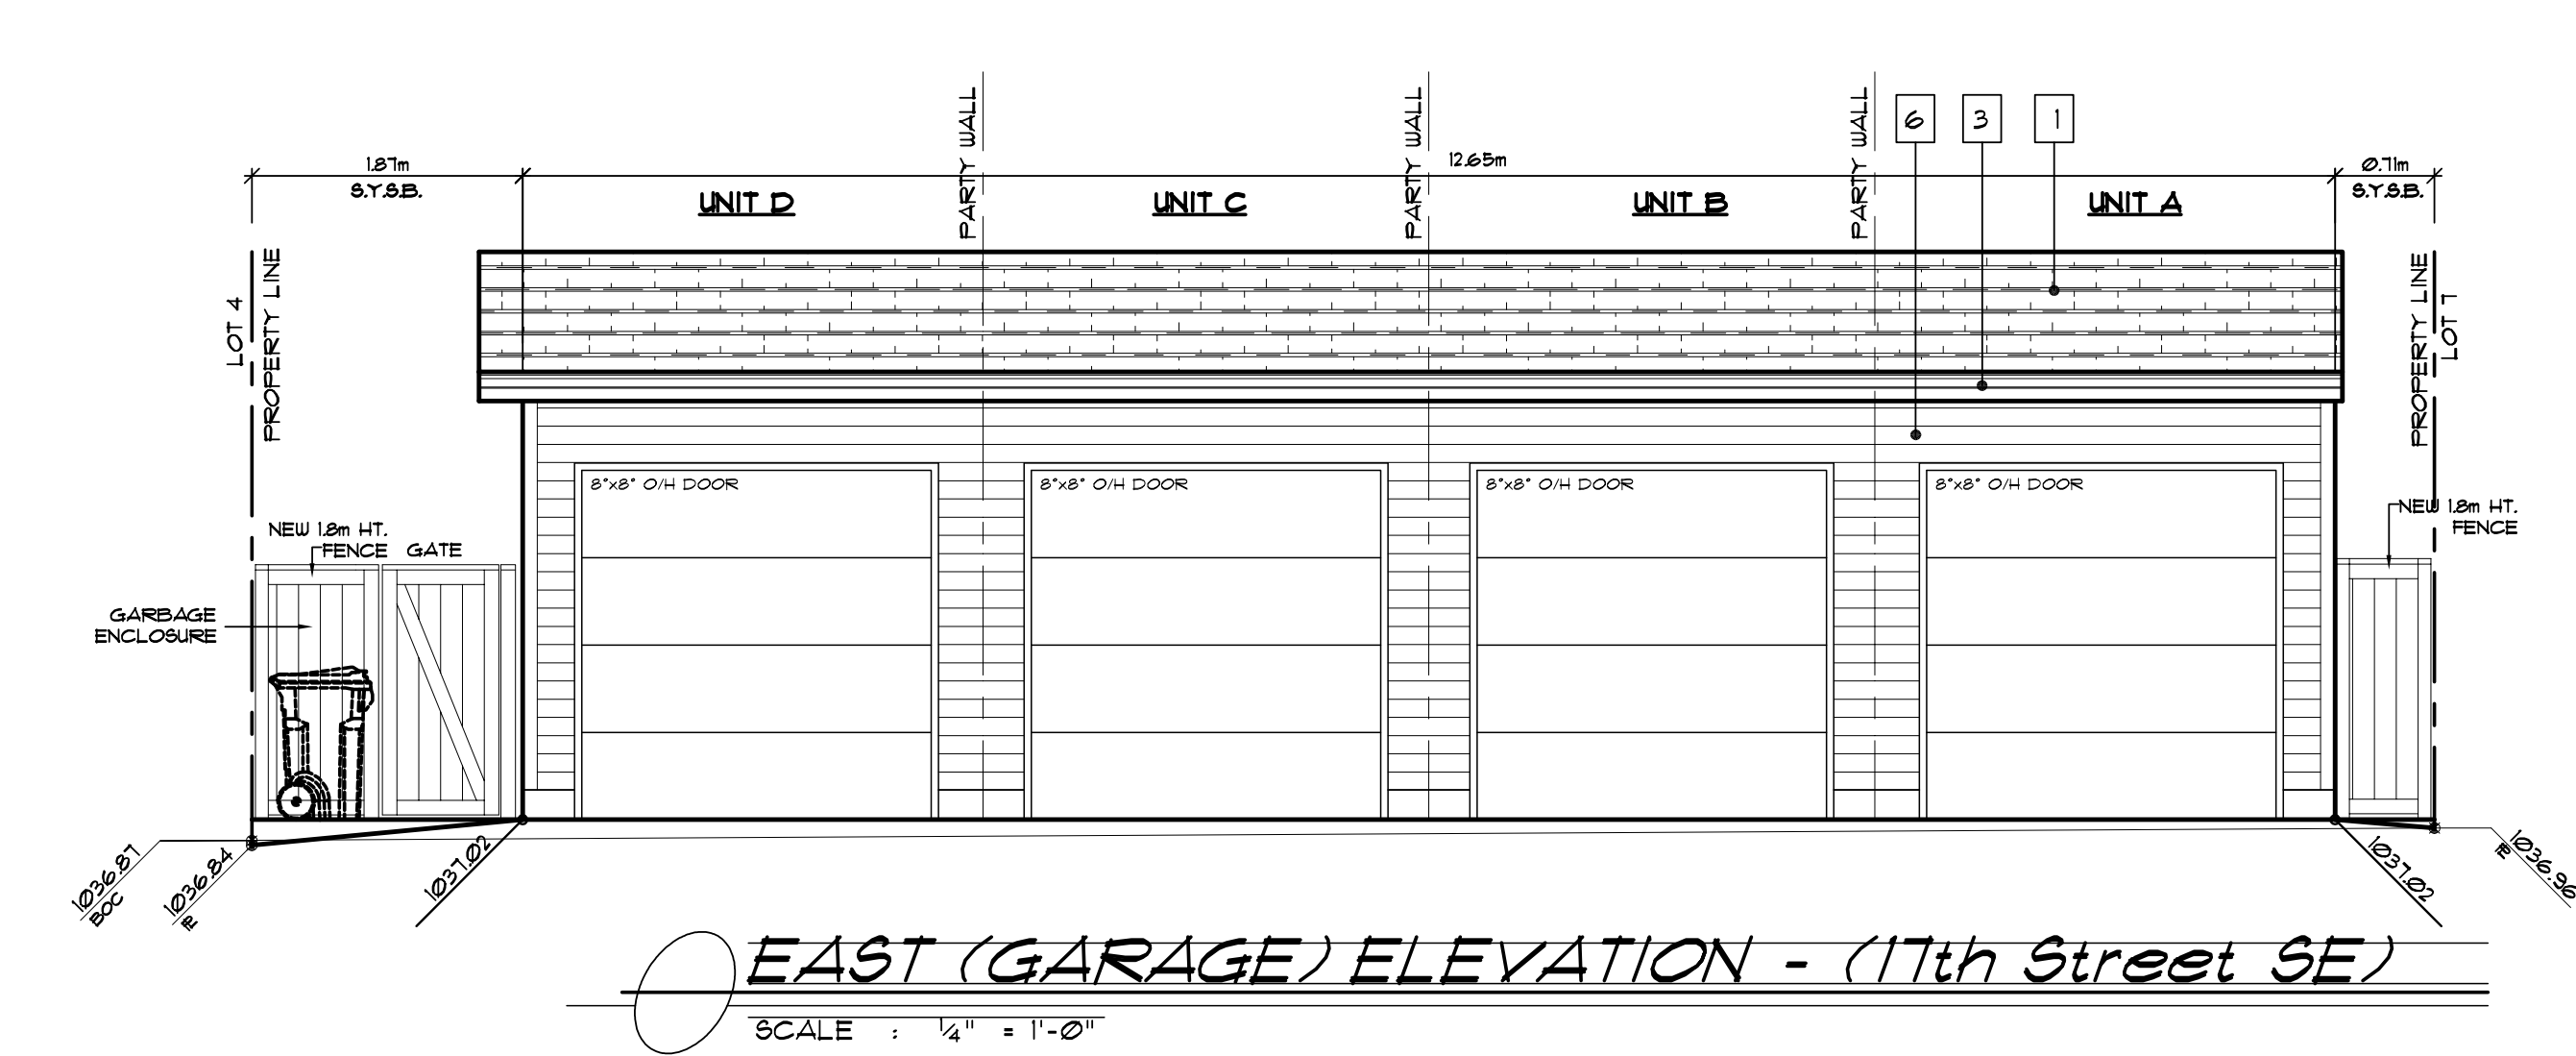 PARTY WALL
PARTY WALL
PARTY WALL
6
3
1
1.87m
S.Y.S.B.
12.65m
0.71m
S.Y.S.B.
UNIT D
UNIT C
UNIT B
UNIT A
LOT 4
PROPERTY LINE
PROPERTY LINE
LOT 7
8°x8° O/H DOOR
8°x8° O/H DOOR
8°x8° O/H DOOR
8°x8° O/H DOOR
NEW 1.8m HT.
FENCE
GATE
NEW 1.8m HT.
FENCE
GARBAGE
ENCLOSURE
1036.87
BOC
1036.84
IP
1037.02
1037.02
1036.96
IP
EAST (GARAGE) ELEVATION - (17th Street SE)
SCALE : 1/4" = 1'-0"